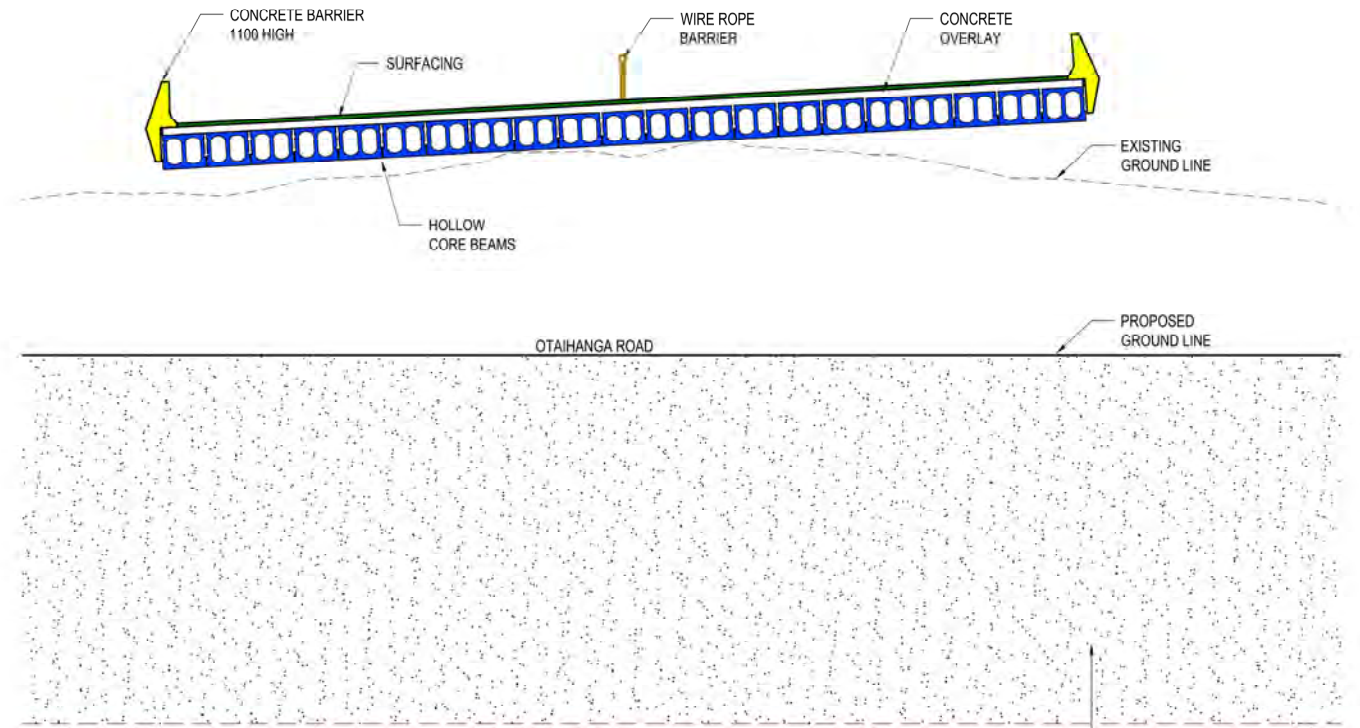 CONCRETE BARRIER
1100 HIGH
SURFACING
WIRE ROPE
BARRIER
CONCRETE
OVERLAY
EXISTING
GROUND LINE
HOLLOW
CORE BEAMS
PROPOSED
GROUND LINE
OTAIHANGA ROAD